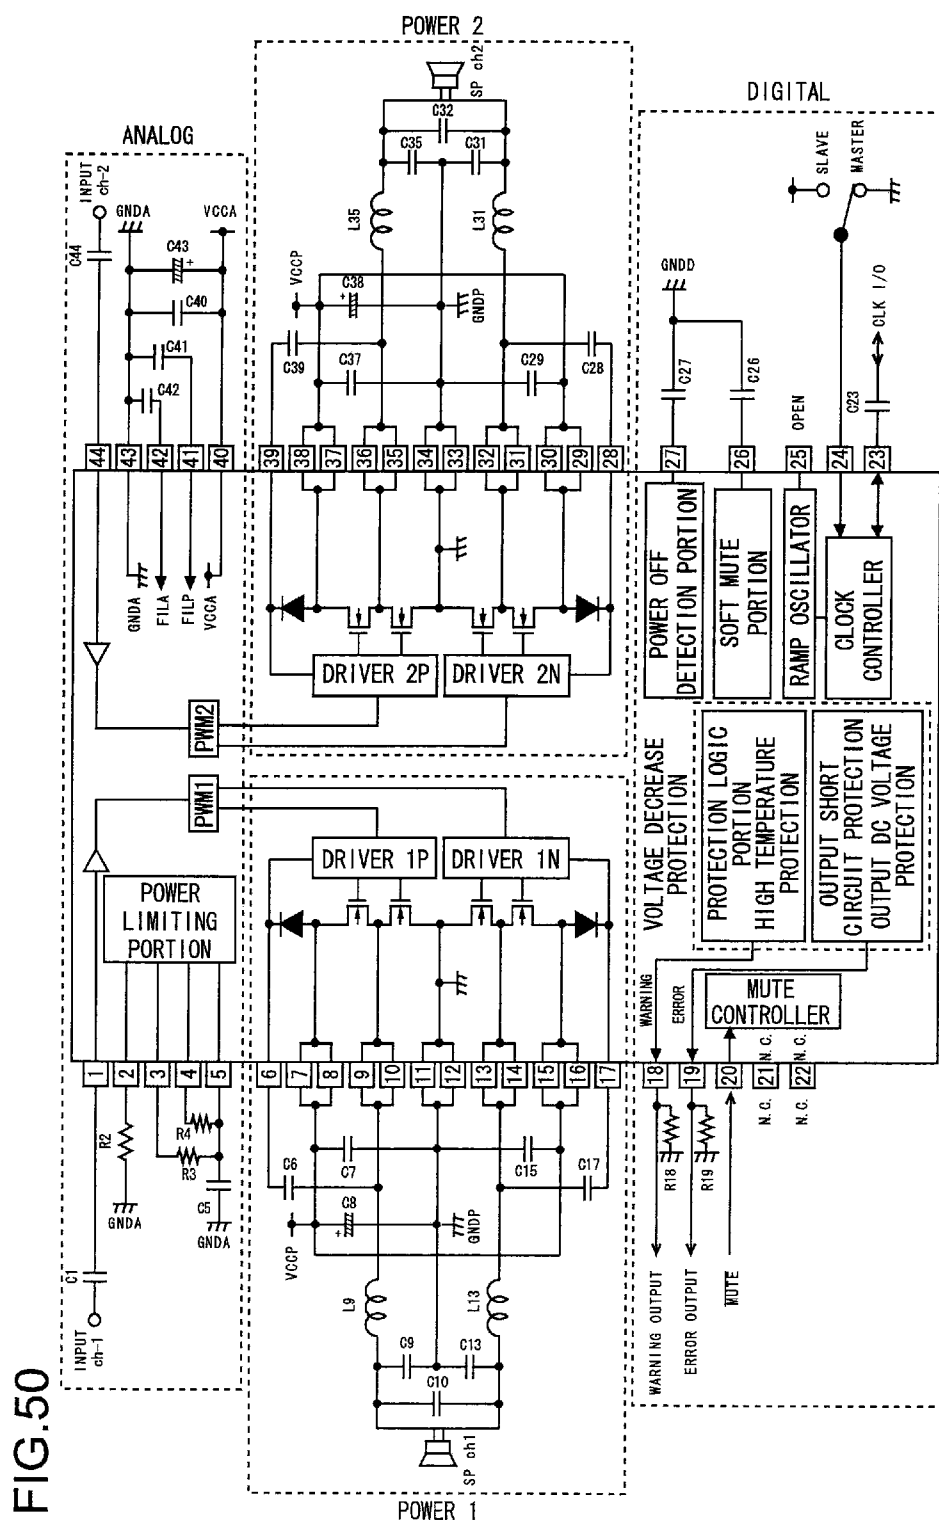 FIG.50
POWER 2
SP ch2
C32
C35
C31
L35
L31
VCCP
C38
GNDP
C39
C37
C29
C28
39
38
37
36
35
34
33
32
31
30
29
28
DRIVER 2P
DRIVER 2N
ANALOG
INPUT
ch-2
C44
GNDA
VCCA
C43
C40
C41
C42
44
43
42
41
40
GNDA
FILA
FILP
VCCA
PWM2
PWM1
POWER
LIMITING
PORTION
1
2
3
4
5
R2
GNDA
R4
R3
C5
GNDA
C1
INPUT
ch-1
DIGITAL
SLAVE
MASTER
GNDD
CLK I/O
C27
C26
OPEN
C23
27
26
25
24
23
POWER OFF
DETECTION PORTION
SOFT MUTE
PORTION
RAMP OSCILLATOR
CLOCK
CONTROLLER
VOLTAGE DECREASE
PROTECTION
PROTECTION LOGIC
PORTION
HIGH TEMPERATURE
PROTECTION
OUTPUT SHORT
CIRCUIT PROTECTION
OUTPUT DC VOLTAGE
PROTECTION
WARNING
ERROR
MUTE
CONTROLLER
N.C.
N.C.
18
19
20
21
22
N.C.
N.C.
R18
R19
WARNING OUTPUT
ERROR OUTPUT
MUTE
DRIVER 1P
DRIVER 1N
6
7
8
9
10
11
12
13
14
15
16
17
C6
C7
C15
C17
VCCP
C8
GNDP
L9
L13
C9
C13
C10
SP ch1
POWER 1